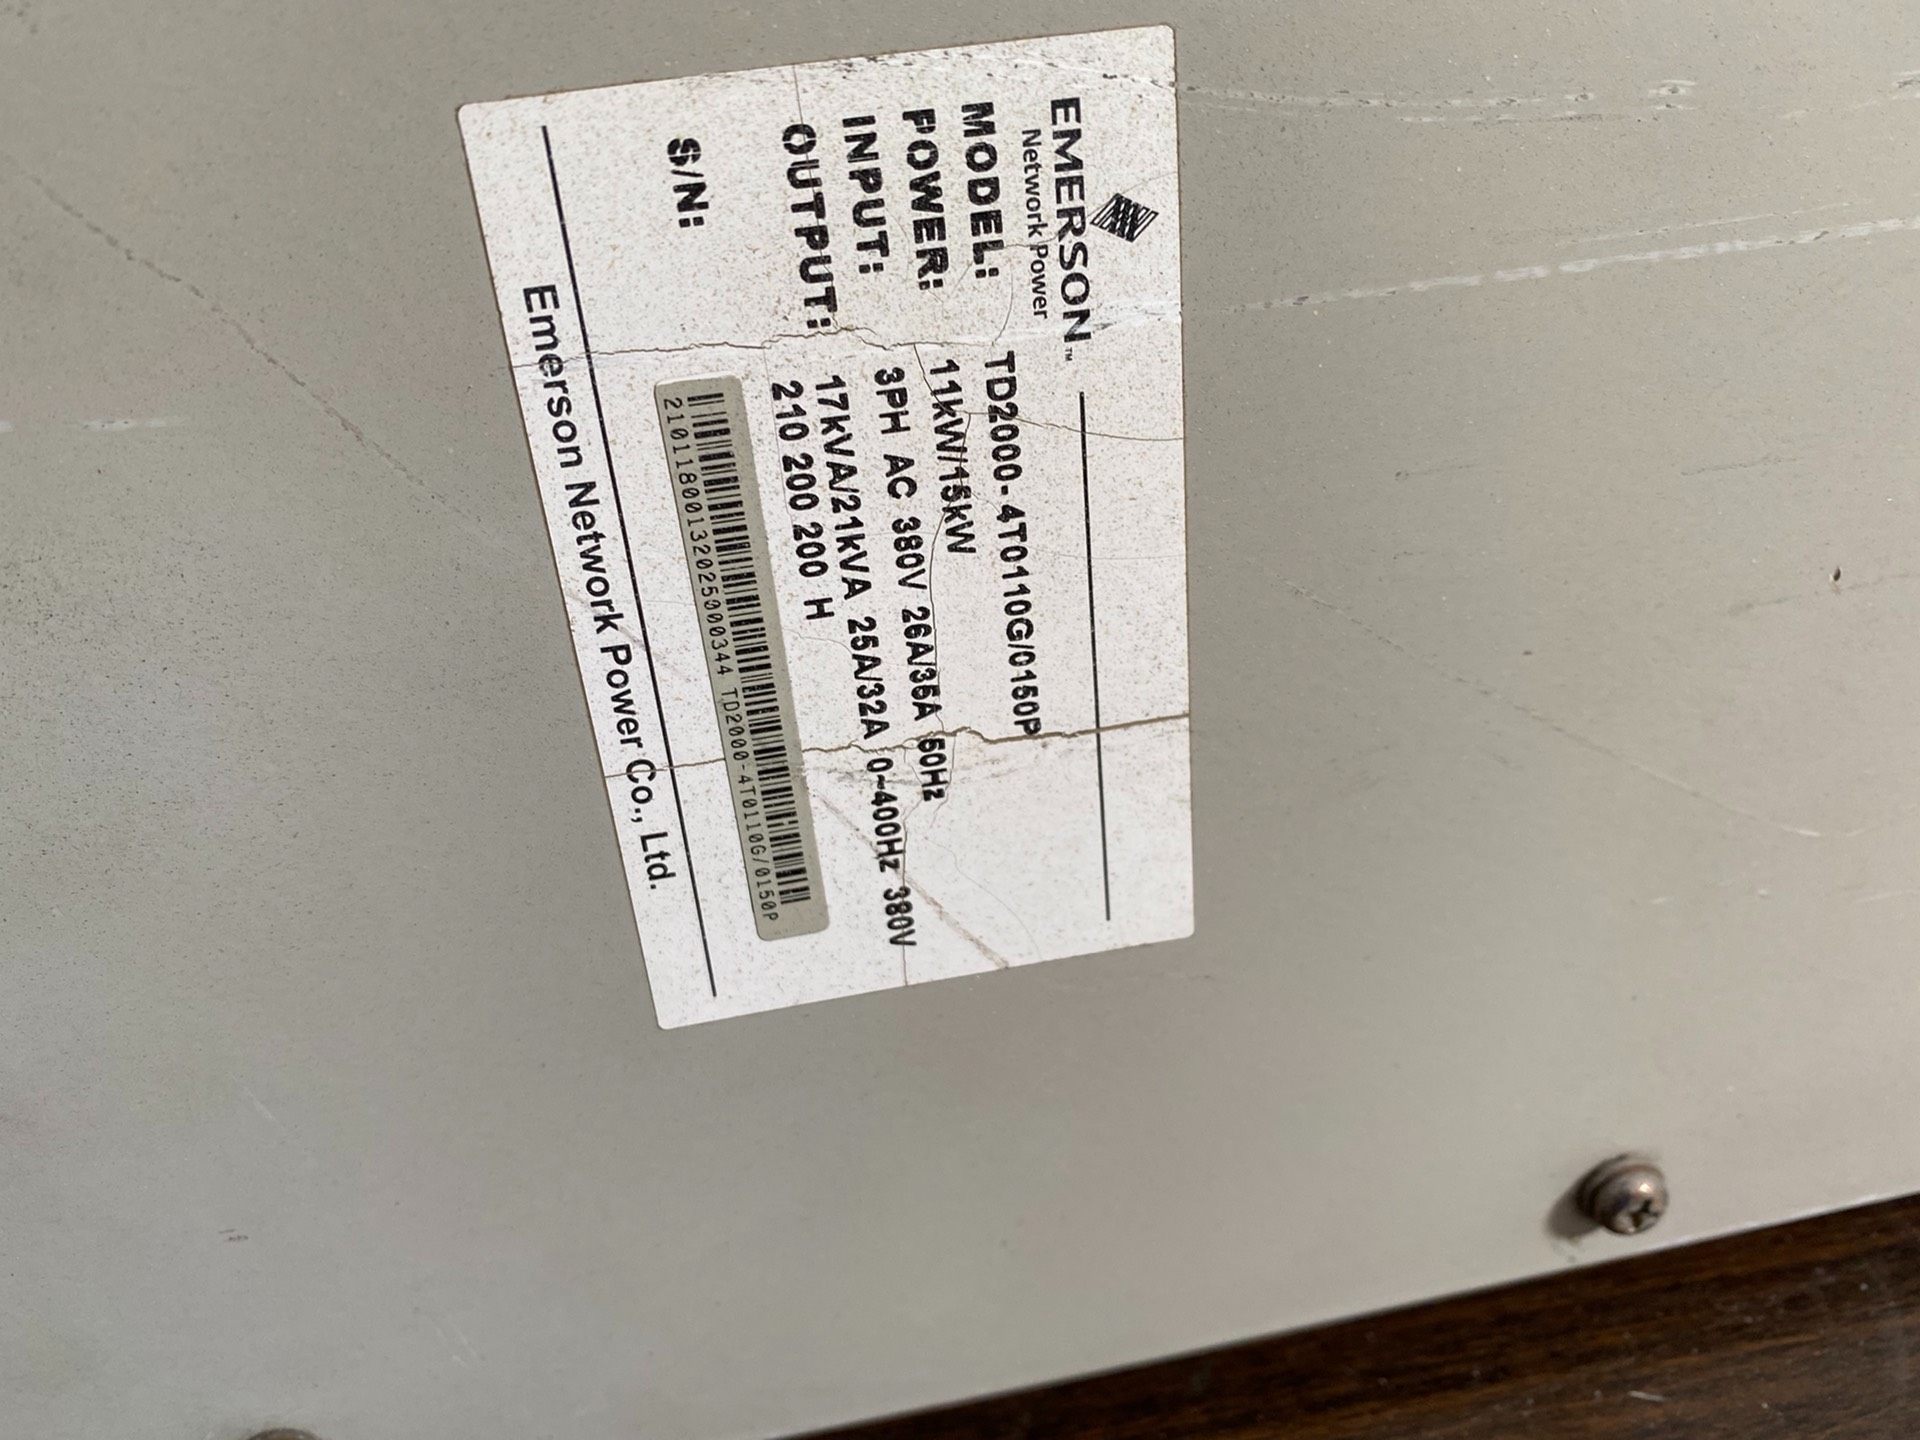 EMERSON™
Network Power
MODEL: TD2000-4T0110G/0150P
POWER: 11kW/15kW
INPUT: 3PH AC 380V 26A/35A 50Hz
OUTPUT: 17kVA/21kVA 25A/32A 0~400Hz 380V
210 200 200 H
S/N:
21011800132025000344 TD2000-4T0110G/0150P
Emerson Network Power Co., Ltd.